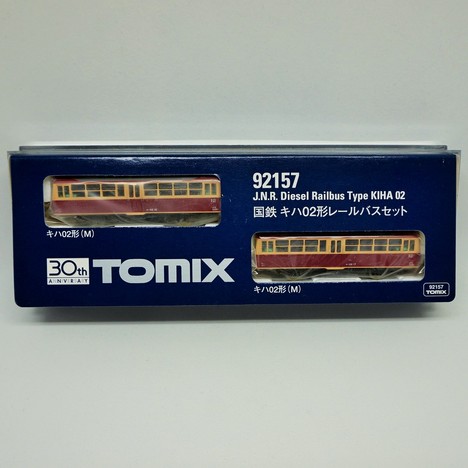 92157
J.N.R. Diesel Railbus Type KIHA 02
国鉄 キハ02形レールバスセット
キハ02形(M)
30th
ANVRAY
TOMIX
キハ02形(M)
92157
TOMIX